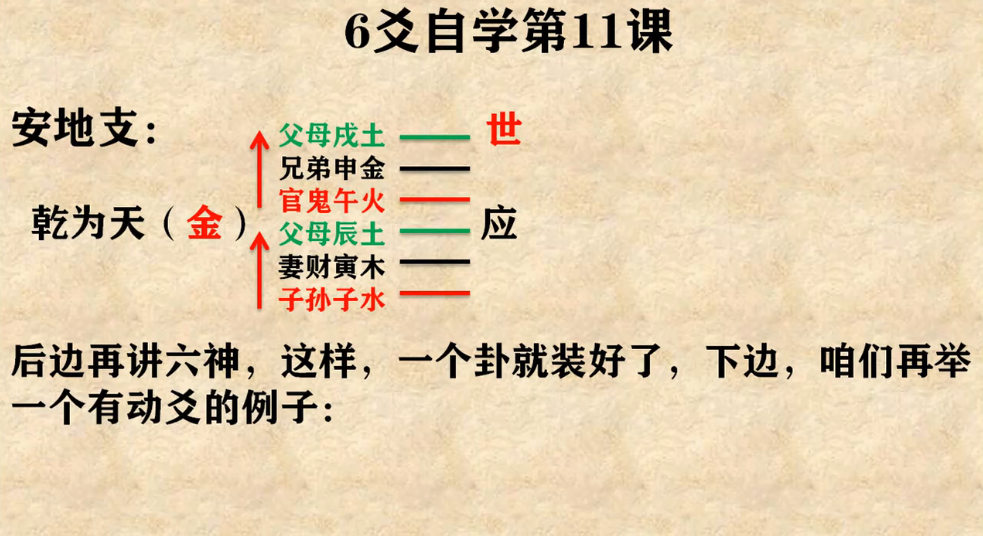 6爻自学第11课
安地支：
父母戌土 世
兄弟申金
官鬼午火
乾为天（金）
父母辰土 应
妻财寅木
子孙子水
后边再讲六神，这样，一个卦就装好了，下边，咱们再举
一个有动爻的例子：